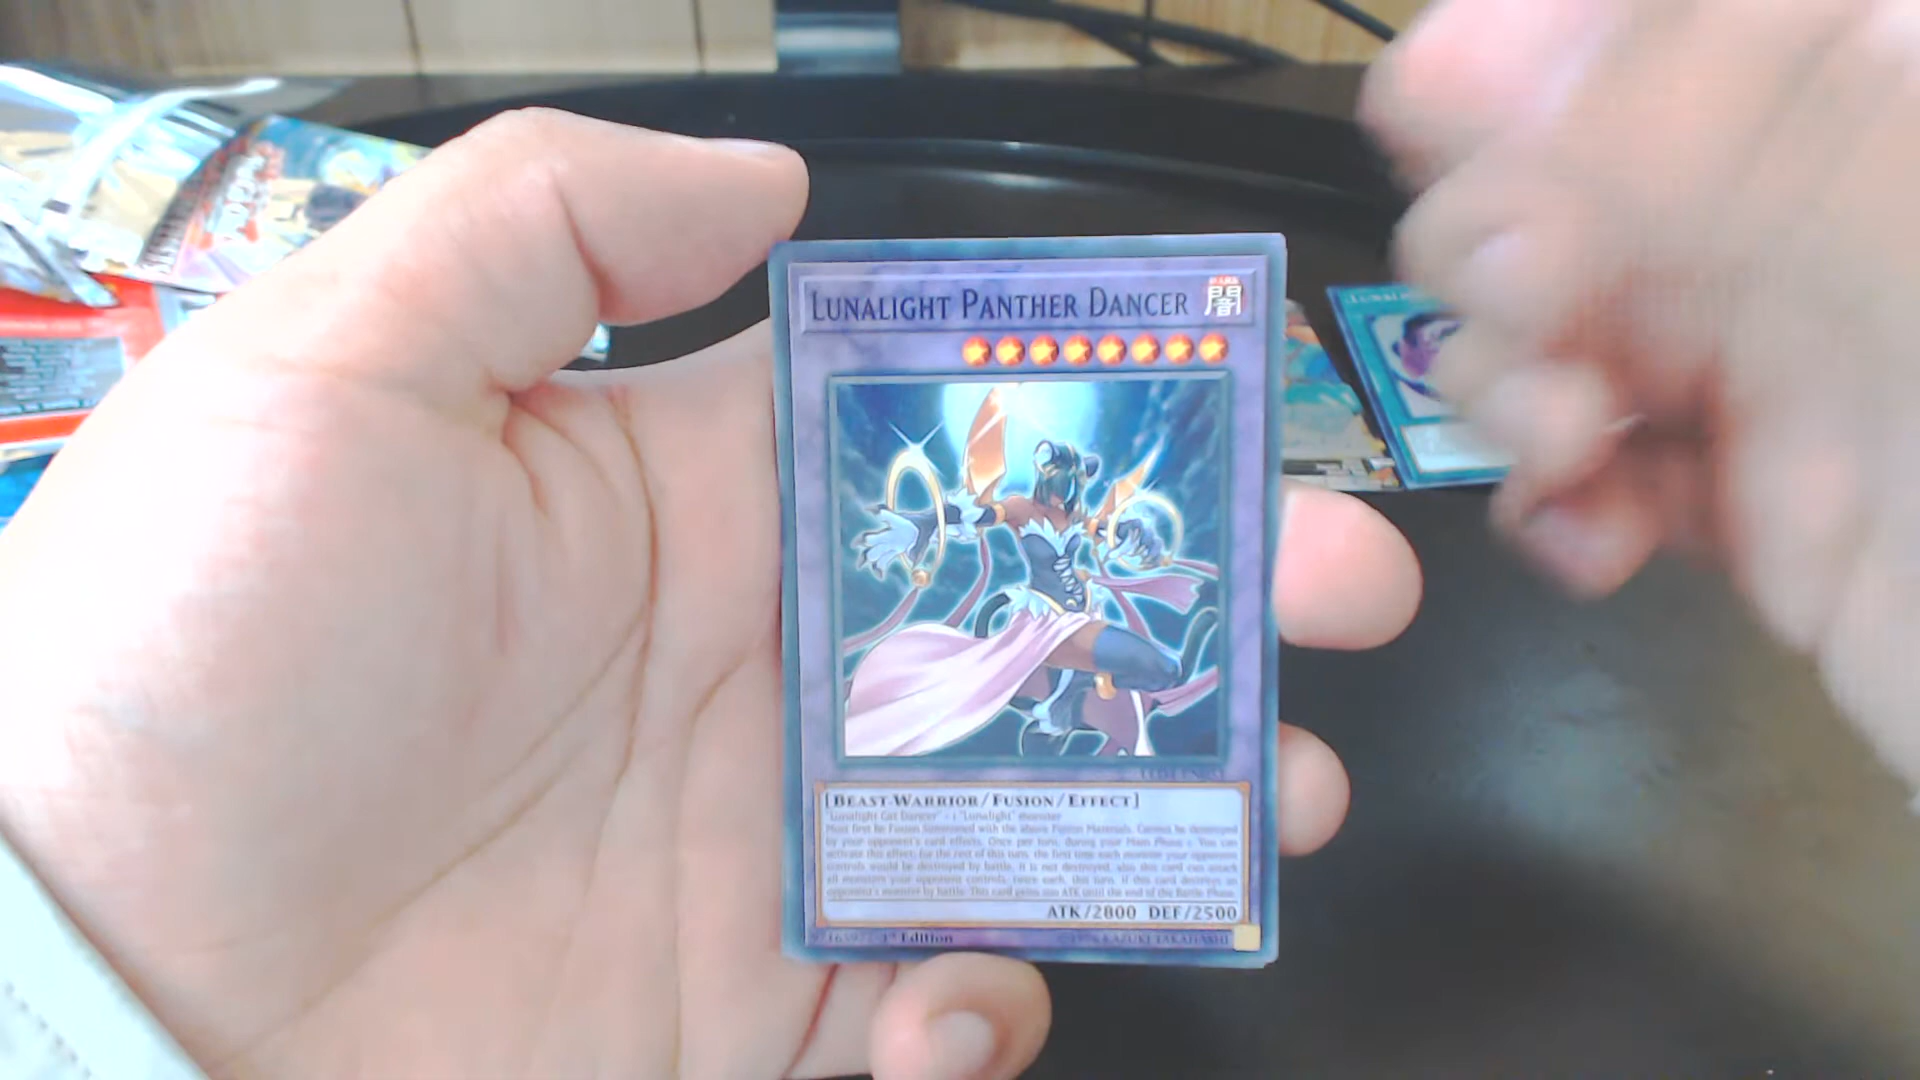 LUNALIGHT PANTHER DANCER
DARK
闇
[BEAST-WARRIOR/FUSION/EFFECT]
"Lunalight Cat Dancer" + 1 "Lunalight" monster
Must first be Fusion Summoned with the above Fusion Materials. Cannot be destroyed
by your opponent's card effects. Once per turn, during your Main Phase 1: You can
activate this effect; for the rest of this turn, the first time each monster your opponent
controls would be destroyed by battle, it is not destroyed, also this card can attack
all monsters your opponent controls, twice each, this turn. If this card destroys an
opponent's monster by battle: This card gains 200 ATK until the end of the Battle Phase.
ATK/2800 DEF/2500
1st Edition
KAZUKI TAKAHASHI